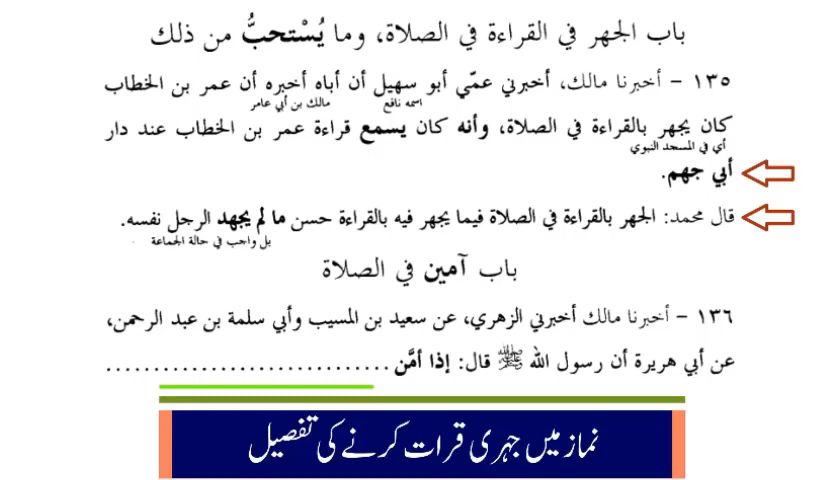 باب الجهر في القراءة في الصلاة، وما يُسْتحبُّ من ذلك
١٣٥ – أخبرنا مالك، أخبرني عمّي أبو سهيل أن أباه أخبره أن عمر بن الخطاب
اسمه نافع مالك بن أبي عامر
كان يجهر بالقراءة في الصلاة، وأنه كان يسمع قراءة عمر بن الخطاب عند دار
أي في المسجد النبوي
أبي جهم.
قال محمد: الجهر بالقراءة في الصلاة فيما يجهر فيه بالقراءة حسن ما لم يجهد الرجل نفسه.
بل واجب في حالة الجماعة
باب آمين في الصلاة
١٣٦ – أخبرنا مالك أخبرني الزهري، عن سعيد بن المسيب وأبي سلمة بن عبد الرحمن،
عن أبي هريرة أن رسول الله ﷺ قال: إذا أمَّن ..............................
نماز میں جہری قرات کرنے کی تفصیل